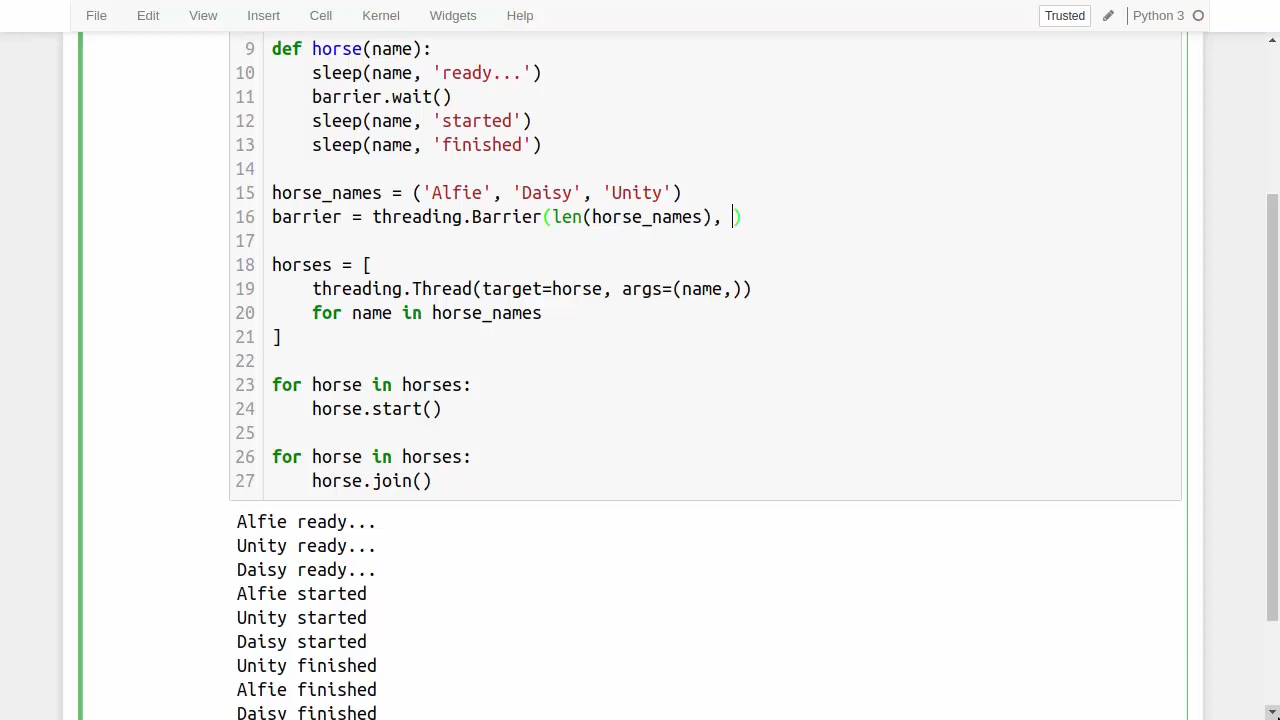 File Edit View Insert Cell Kernel Widgets Help Trusted Python 3
9 def horse(name):
10 sleep(name, 'ready...')
11 barrier.wait()
12 sleep(name, 'started')
13 sleep(name, 'finished')
14
15 horse_names = ('Alfie', 'Daisy', 'Unity')
16 barrier = threading.Barrier(len(horse_names), )
17
18 horses = [
19 threading.Thread(target=horse, args=(name,))
20 for name in horse_names
21 ]
22
23 for horse in horses:
24 horse.start()
25
26 for horse in horses:
27 horse.join()
Alfie ready...
Unity ready...
Daisy ready...
Alfie started
Unity started
Daisy started
Unity finished
Alfie finished
Daisy finished